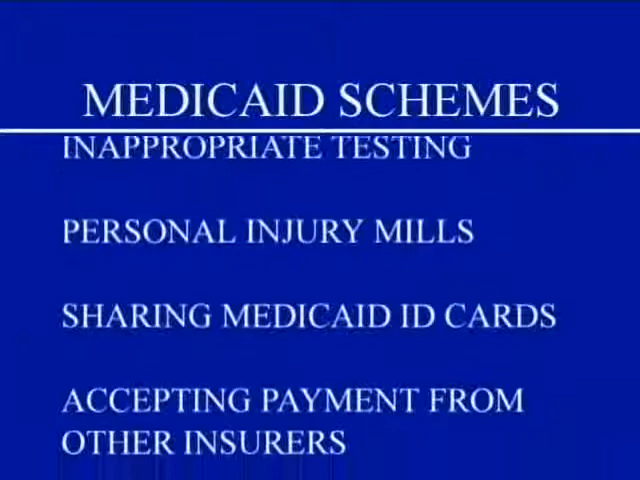 MEDICAID SCHEMES
INAPPROPRIATE TESTING
PERSONAL INJURY MILLS
SHARING MEDICAID ID CARDS
ACCEPTING PAYMENT FROM
OTHER INSURERS